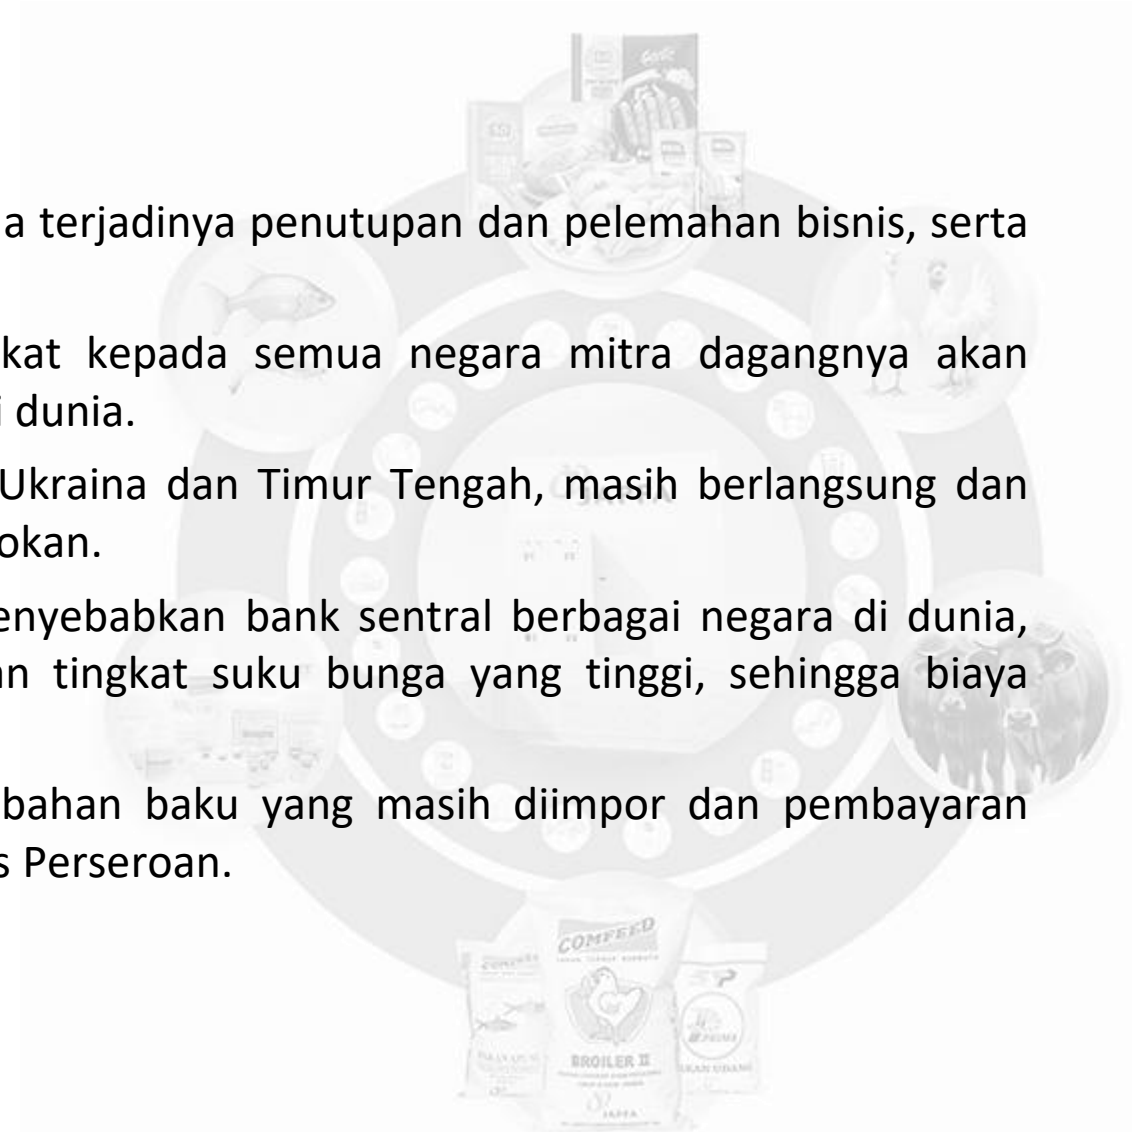 a terjadinya penutupan dan pelemahan bisnis, serta
kat kepada semua negara mitra dagangnya akan
i dunia.
Ukraina dan Timur Tengah, masih berlangsung dan
okan.
enyebabkan bank sentral berbagai negara di dunia,
an tingkat suku bunga yang tinggi, sehingga biaya
bahan baku yang masih diimpor dan pembayaran
s Perseroan.
COMFEED
BROILER II
JAPFA